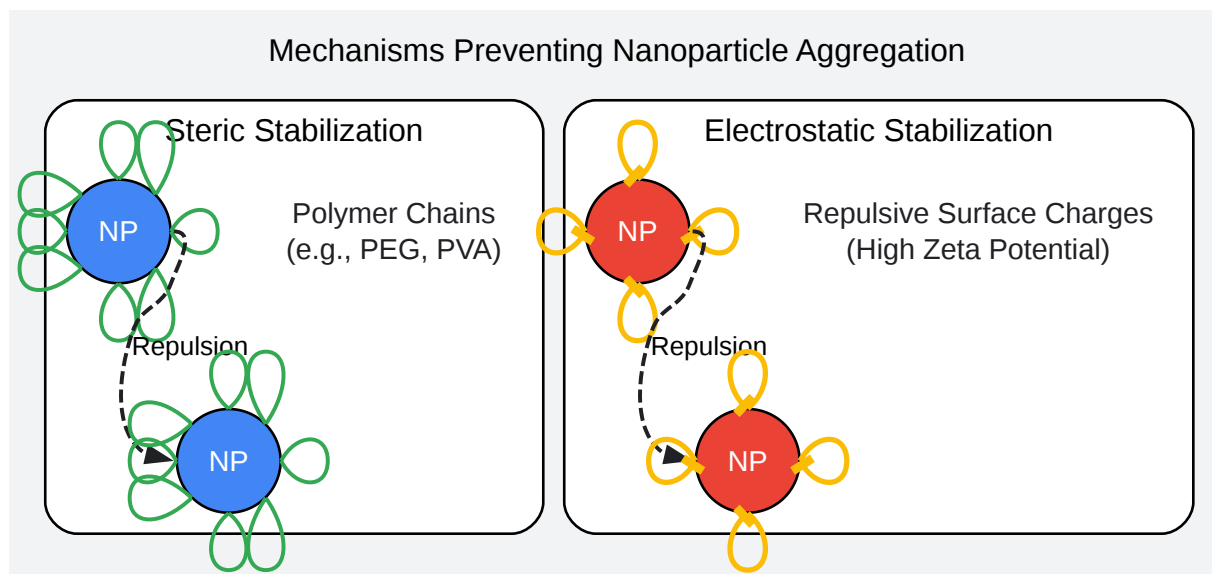 Mechanisms Preventing Nanoparticle Aggregation
Steric Stabilization
NP
Polymer Chains
(e.g., PEG, PVA)
Repulsion
NP
Electrostatic Stabilization
NP
Repulsive Surface Charges
(High Zeta Potential)
Repulsion
NP